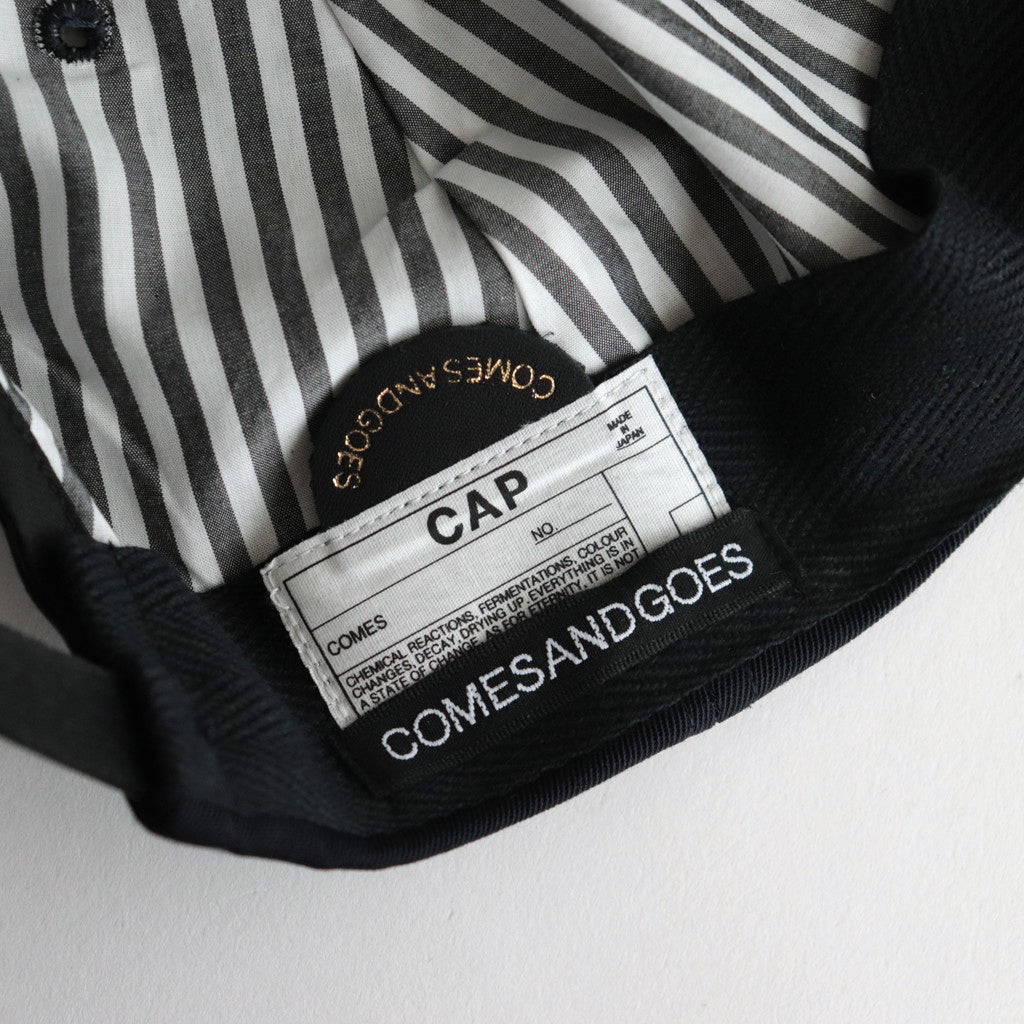 COMESANDGOES
MADE
IN
JAPAN
CAP
NO.
COMES
CHEMICAL REACTIONS, FERMENTATIONS, COLOUR
CHANGES, DECAY, DRYING UP. EVERYTHING IS IN
A STATE OF CHANGE. AS FOR ETERNITY, IT IS NOT
COMESANDGOES